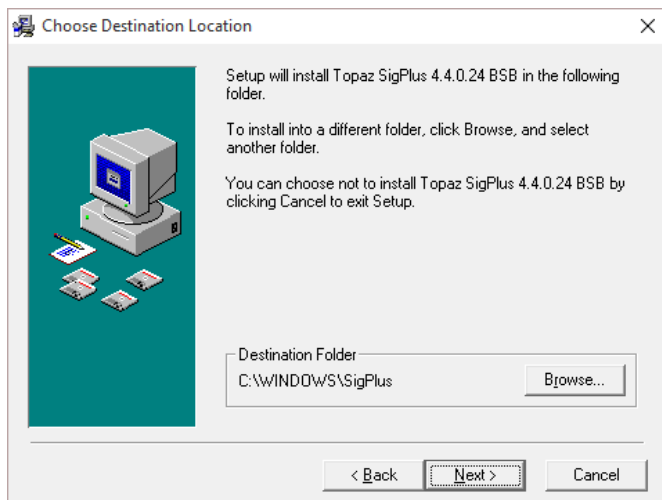 Choose Destination Location
Setup will install Topaz SigPlus 4.4.0.24 BSB in the following
folder.
To install into a different folder, click Browse, and select
another folder.
You can choose not to install Topaz SigPlus 4.4.0.24 BSB by
clicking Cancel to exit Setup.
Destination Folder
C:\WINDOWS\SigPlus
Browse...
< Back
Next >
Cancel